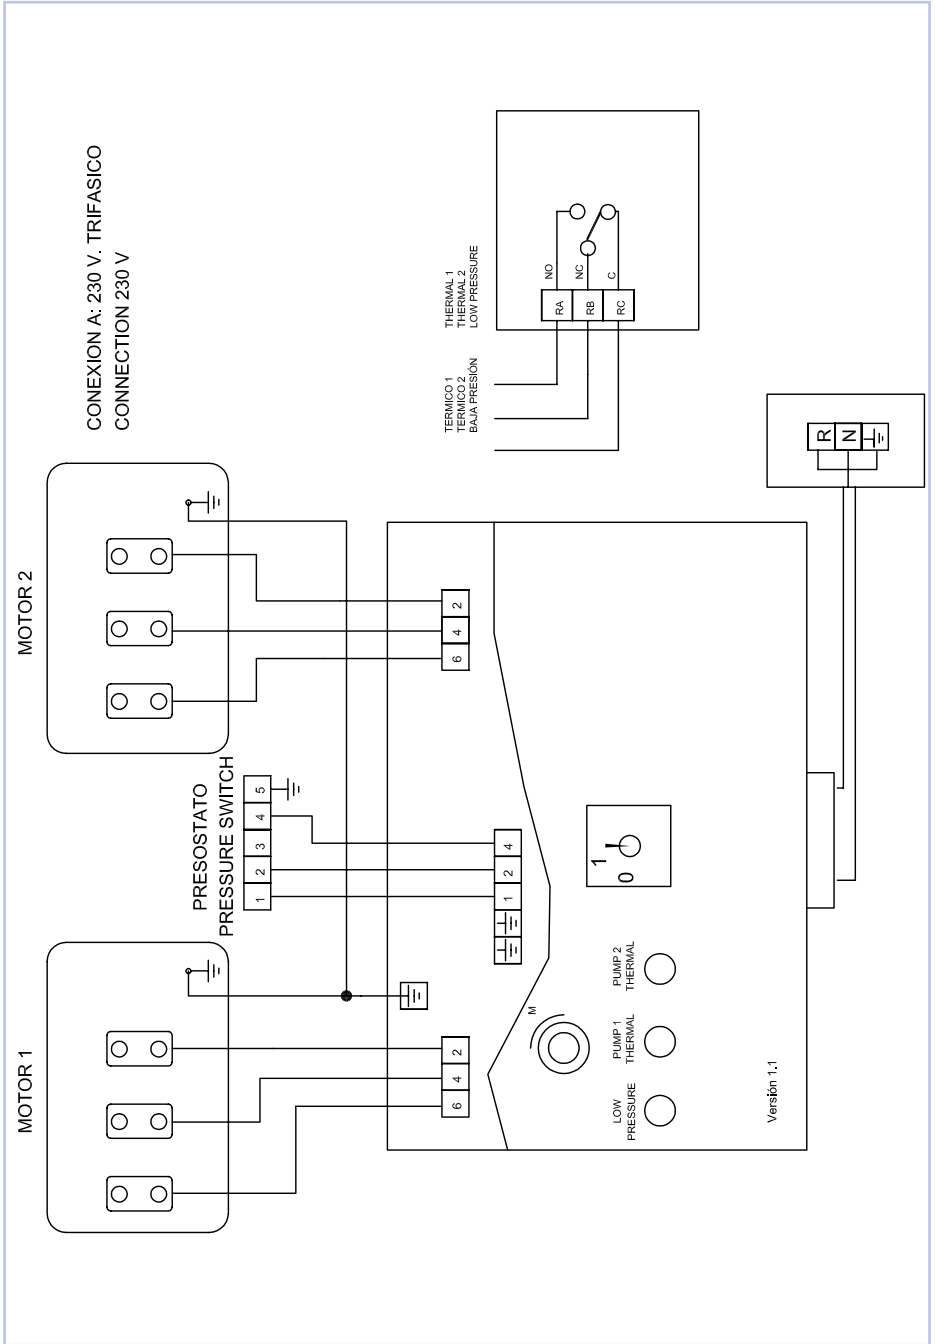 CONEXION A: 230 V. TRIFASICO
CONNECTION 230 V
MOTOR 1
MOTOR 2
PRESOSTATO
PRESSURE SWITCH
1 2 3 4 5
6 4 2
1 2 4
6 4 2
TERMICO 1
TERMICO 2
BAJA PRESIÓN
THERMAL 1
THERMAL 2
LOW PRESSURE
NO
NC
C
RA
RB
RC
M
0 1
LOW
PRESSURE
PUMP 1
THERMAL
PUMP 2
THERMAL
R
N
Versión 1.1